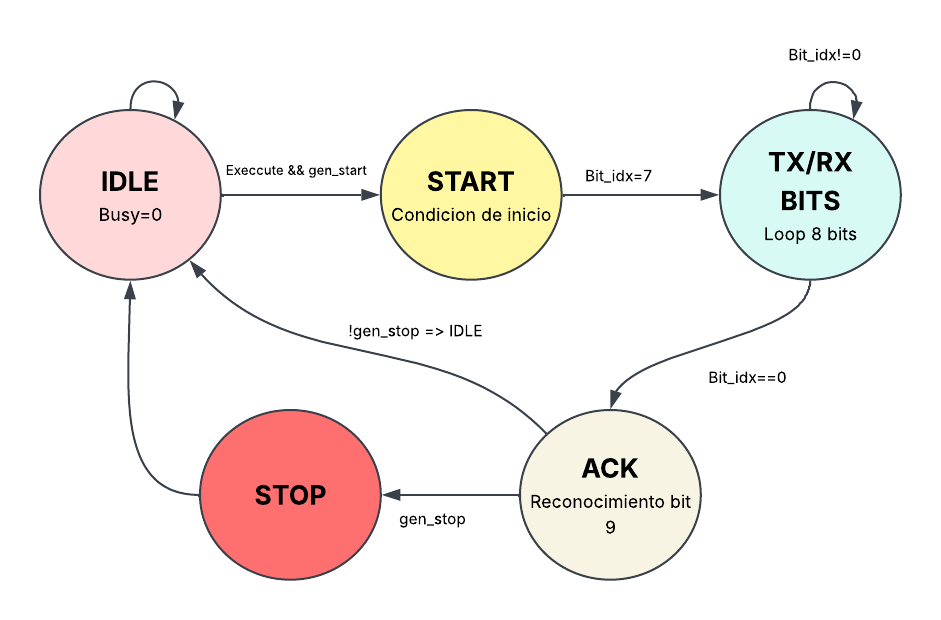 Bit_idx!=0
IDLE
Busy=0
Execcute && gen_start
START
Condicion de inicio
Bit_idx=7
TX/RX
BITS
Loop 8 bits
!gen_stop => IDLE
Bit_idx==0
STOP
gen_stop
ACK
Reconocimiento bit
9